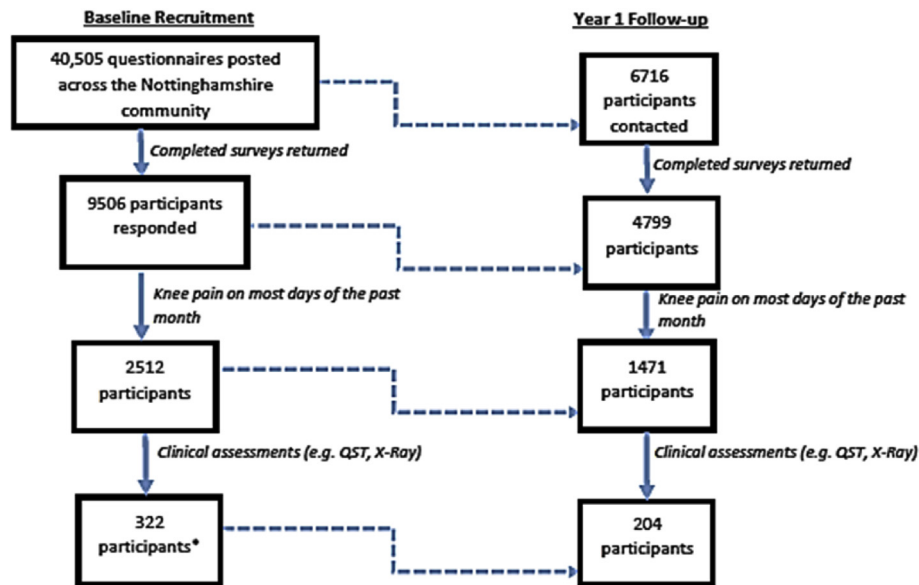 Baseline Recruitment
40,505 questionnaires posted
across the Nottinghamshire
community
Completed surveys returned
9506 participants
responded
Knee pain on most days of the past
month
2512
participants
Clinical assessments (e.g. QST, X-Ray)
322
participants*
Year 1 Follow-up
6716
participants
contacted
Completed surveys returned
4799
participants
Knee pain on most days of the past
month
1471
participants
Clinical assessments (e.g. QST, X-Ray)
204
participants